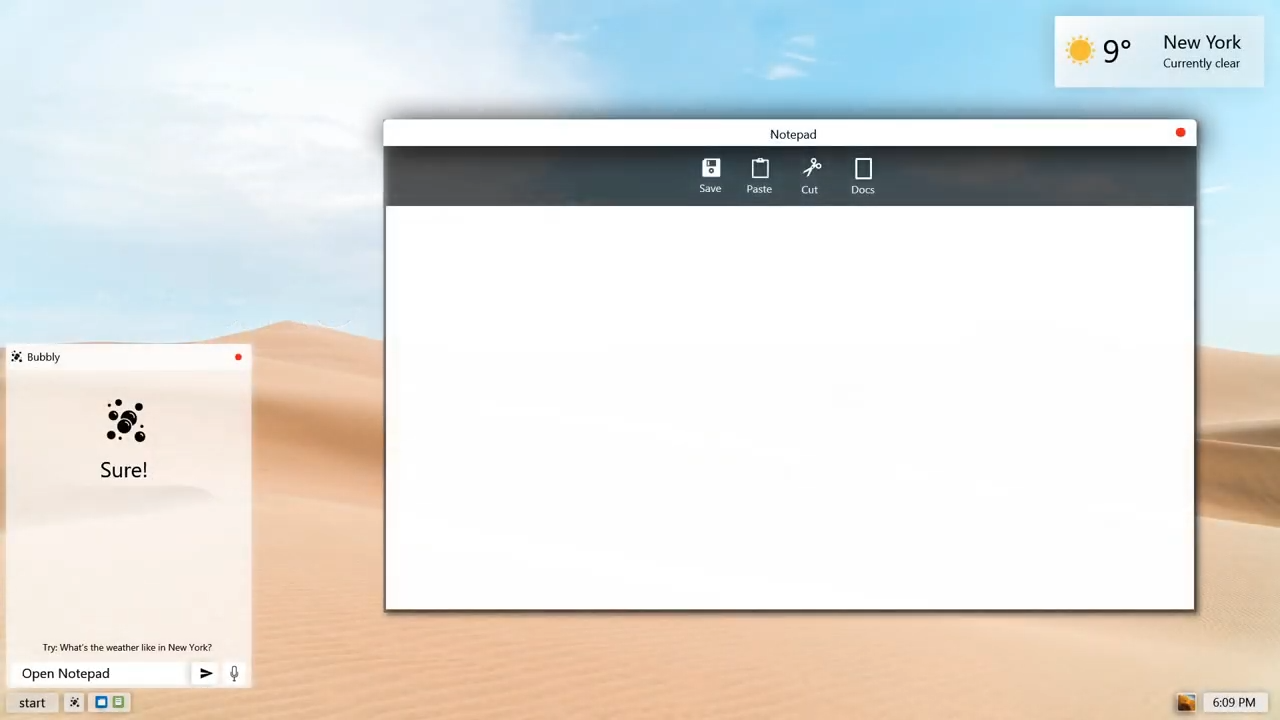 9°
New York
Currently clear
Notepad
Save
Paste
Cut
Docs
Bubbly
Sure!
Try: What's the weather like in New York?
Open Notepad
start
6:09 PM